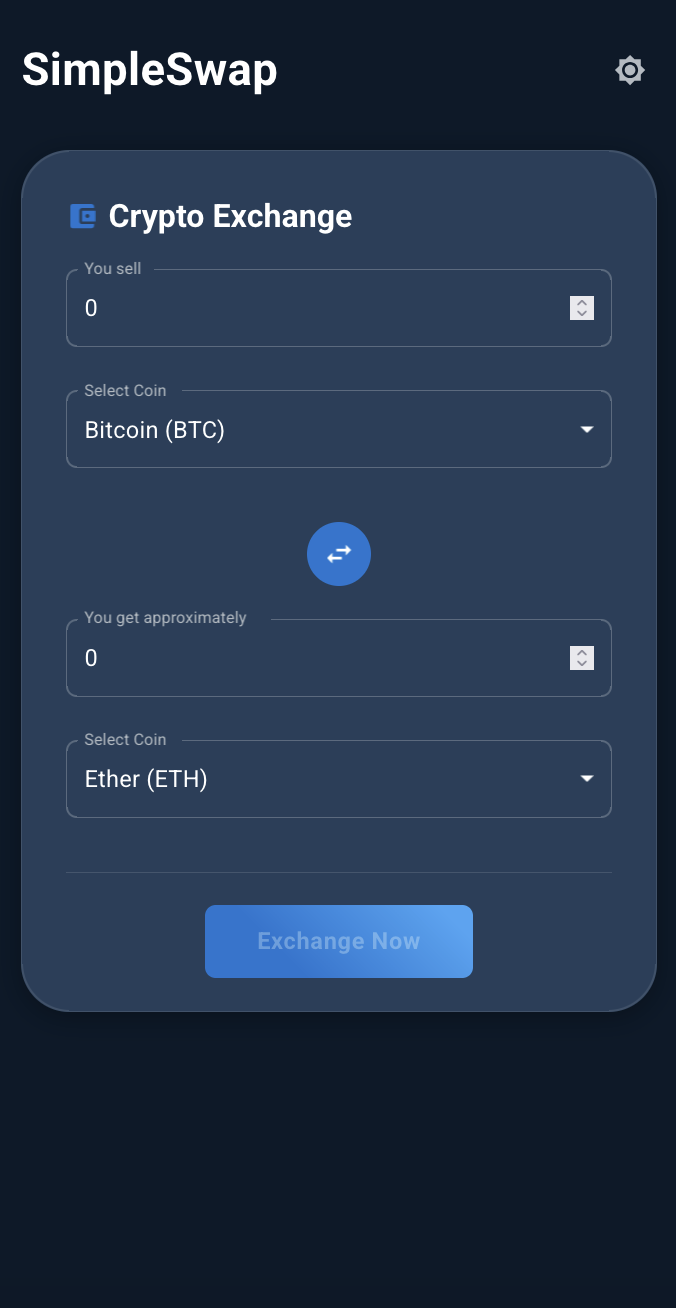 SimpleSwap
Crypto Exchange
You sell
0
Select Coin
Bitcoin (BTC)
You get approximately
0
Select Coin
Ether (ETH)
Exchange Now